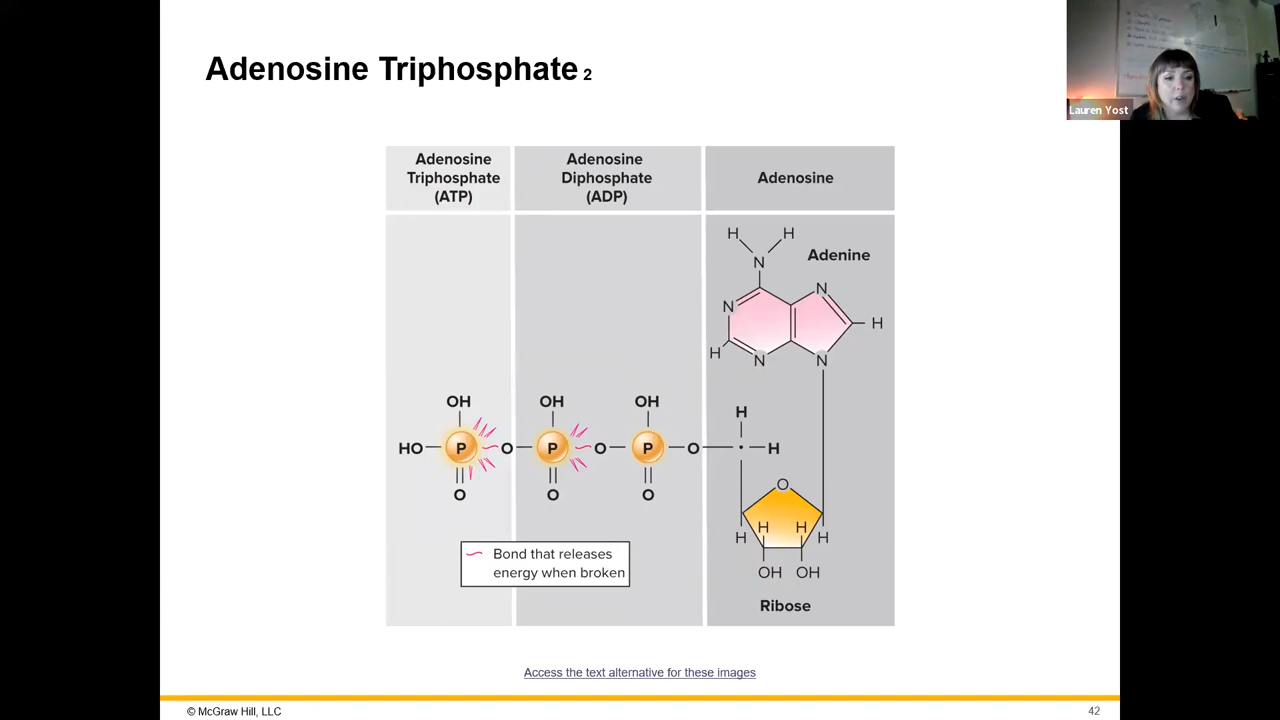 Adenosine Triphosphate 2
Lauren Yost
Adenosine
Triphosphate
(ATP)
Adenosine
Diphosphate
(ADP)
Adenosine
H H
N
Adenine
N
N
H
H
N
N
OH
OH
OH
H
HO
P
O
P
O
P
O
H
O
O
O
O
H
H
H
H
OH
OH
Ribose
Bond that releases
energy when broken
Access the text alternative for these images
© McGraw Hill, LLC
42